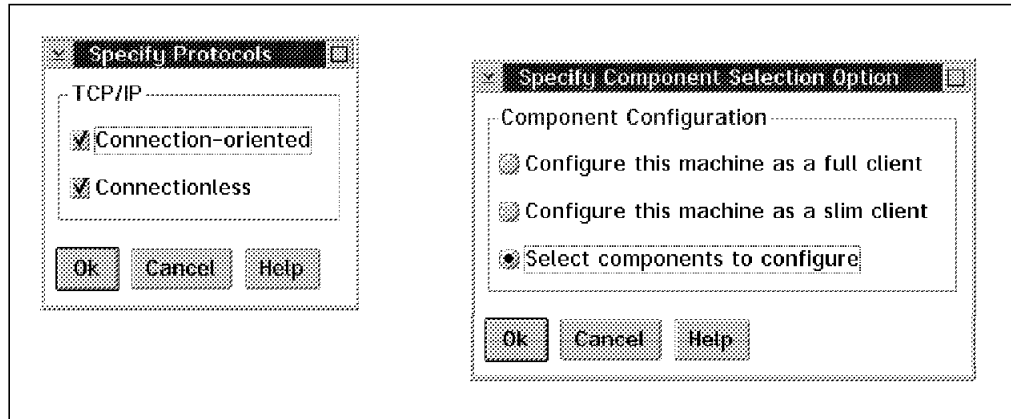 Specify Protocols
TCP/IP
Connection-oriented
Connectionless
Ok Cancel Help
Specify Component Selection Option
Component Configuration
Configure this machine as a full client
Configure this machine as a slim client
Select components to configure
Ok Cancel Help